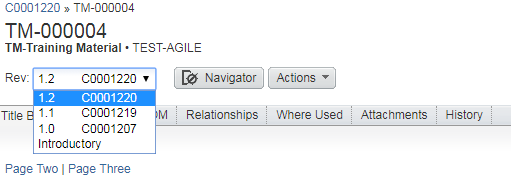 C0001220 » TM-000004
TM-000004
TM-Training Material • TEST-AGILE
Rev: 1.2 C0001220 Navigator Actions
1.2 C0001220
1.1 C0001219
1.0 C0001207
Introductory
Title B OM Relationships Where Used Attachments History
Page Two | Page Three